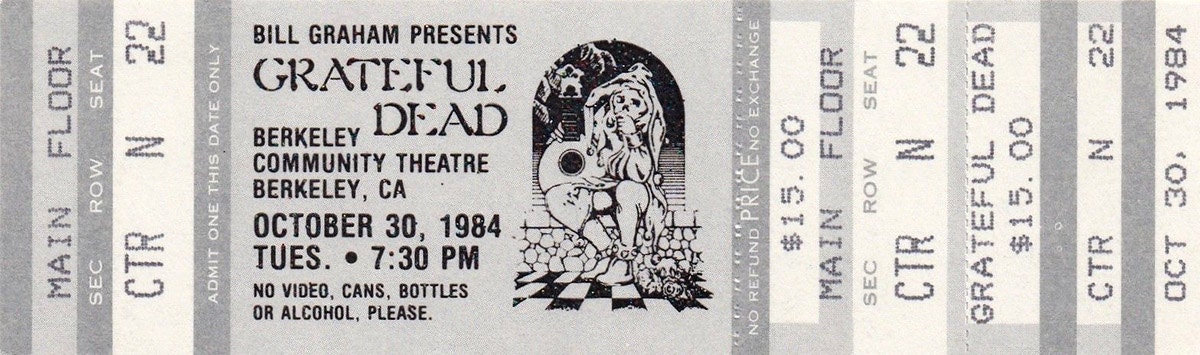 MAIN FLOOR
SEC ROW SEAT
CTR N 22
ADMIT ONE THIS DATE ONLY
BILL GRAHAM PRESENTS
GRATEFUL
DEAD
BERKELEY
COMMUNITY THEATRE
BERKELEY, CA
OCTOBER 30, 1984
TUES. • 7:30 PM
NO VIDEO, CANS, BOTTLES
OR ALCOHOL, PLEASE.
NO REFUND PRICE NO EXCHANGE
$15.00
MAIN FLOOR
SEC ROW SEAT
CTR N 22
GRATEFUL DEAD
$15.00
CTR N 22
OCT 30, 1984